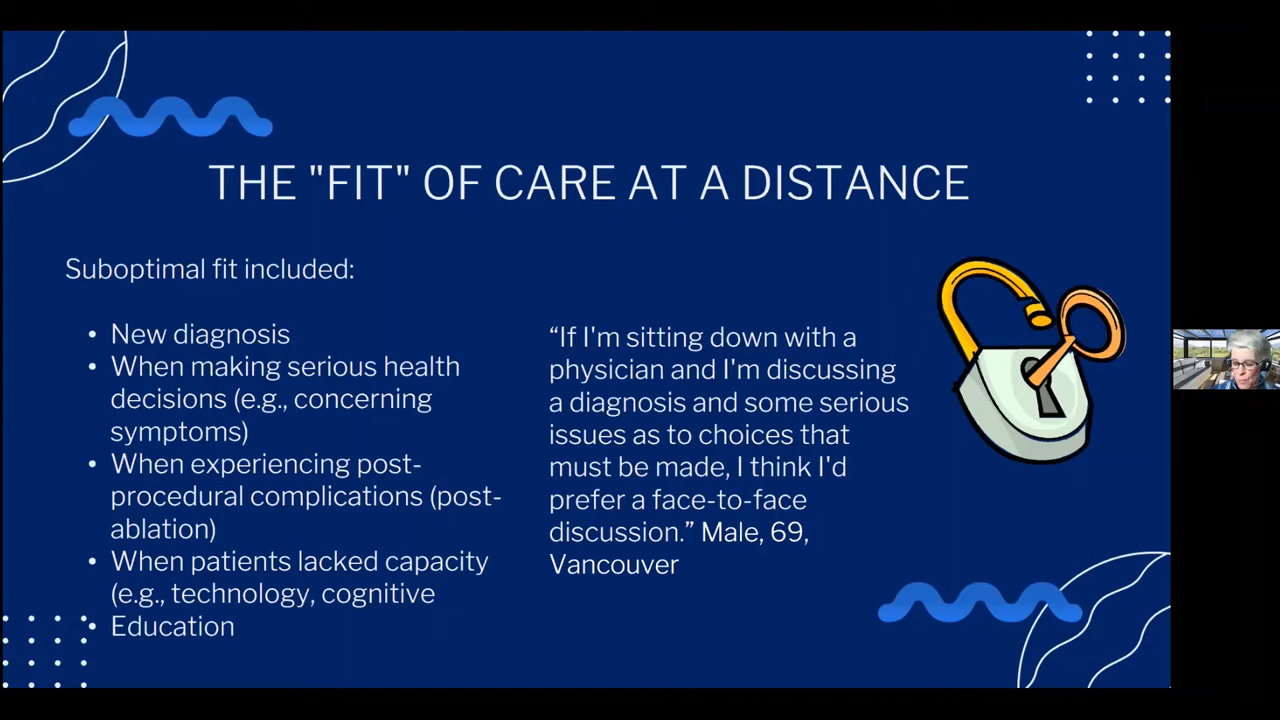 THE "FIT" OF CARE AT A DISTANCE
Suboptimal fit included:
• New diagnosis
• When making serious health
decisions (e.g., concerning
symptoms)
• When experiencing post-
procedural complications (post-
ablation)
• When patients lacked capacity
(e.g., technology, cognitive
• Education
“If I'm sitting down with a
physician and I'm discussing
a diagnosis and some serious
issues as to choices that
must be made, I think I'd
prefer a face-to-face
discussion.” Male, 69,
Vancouver